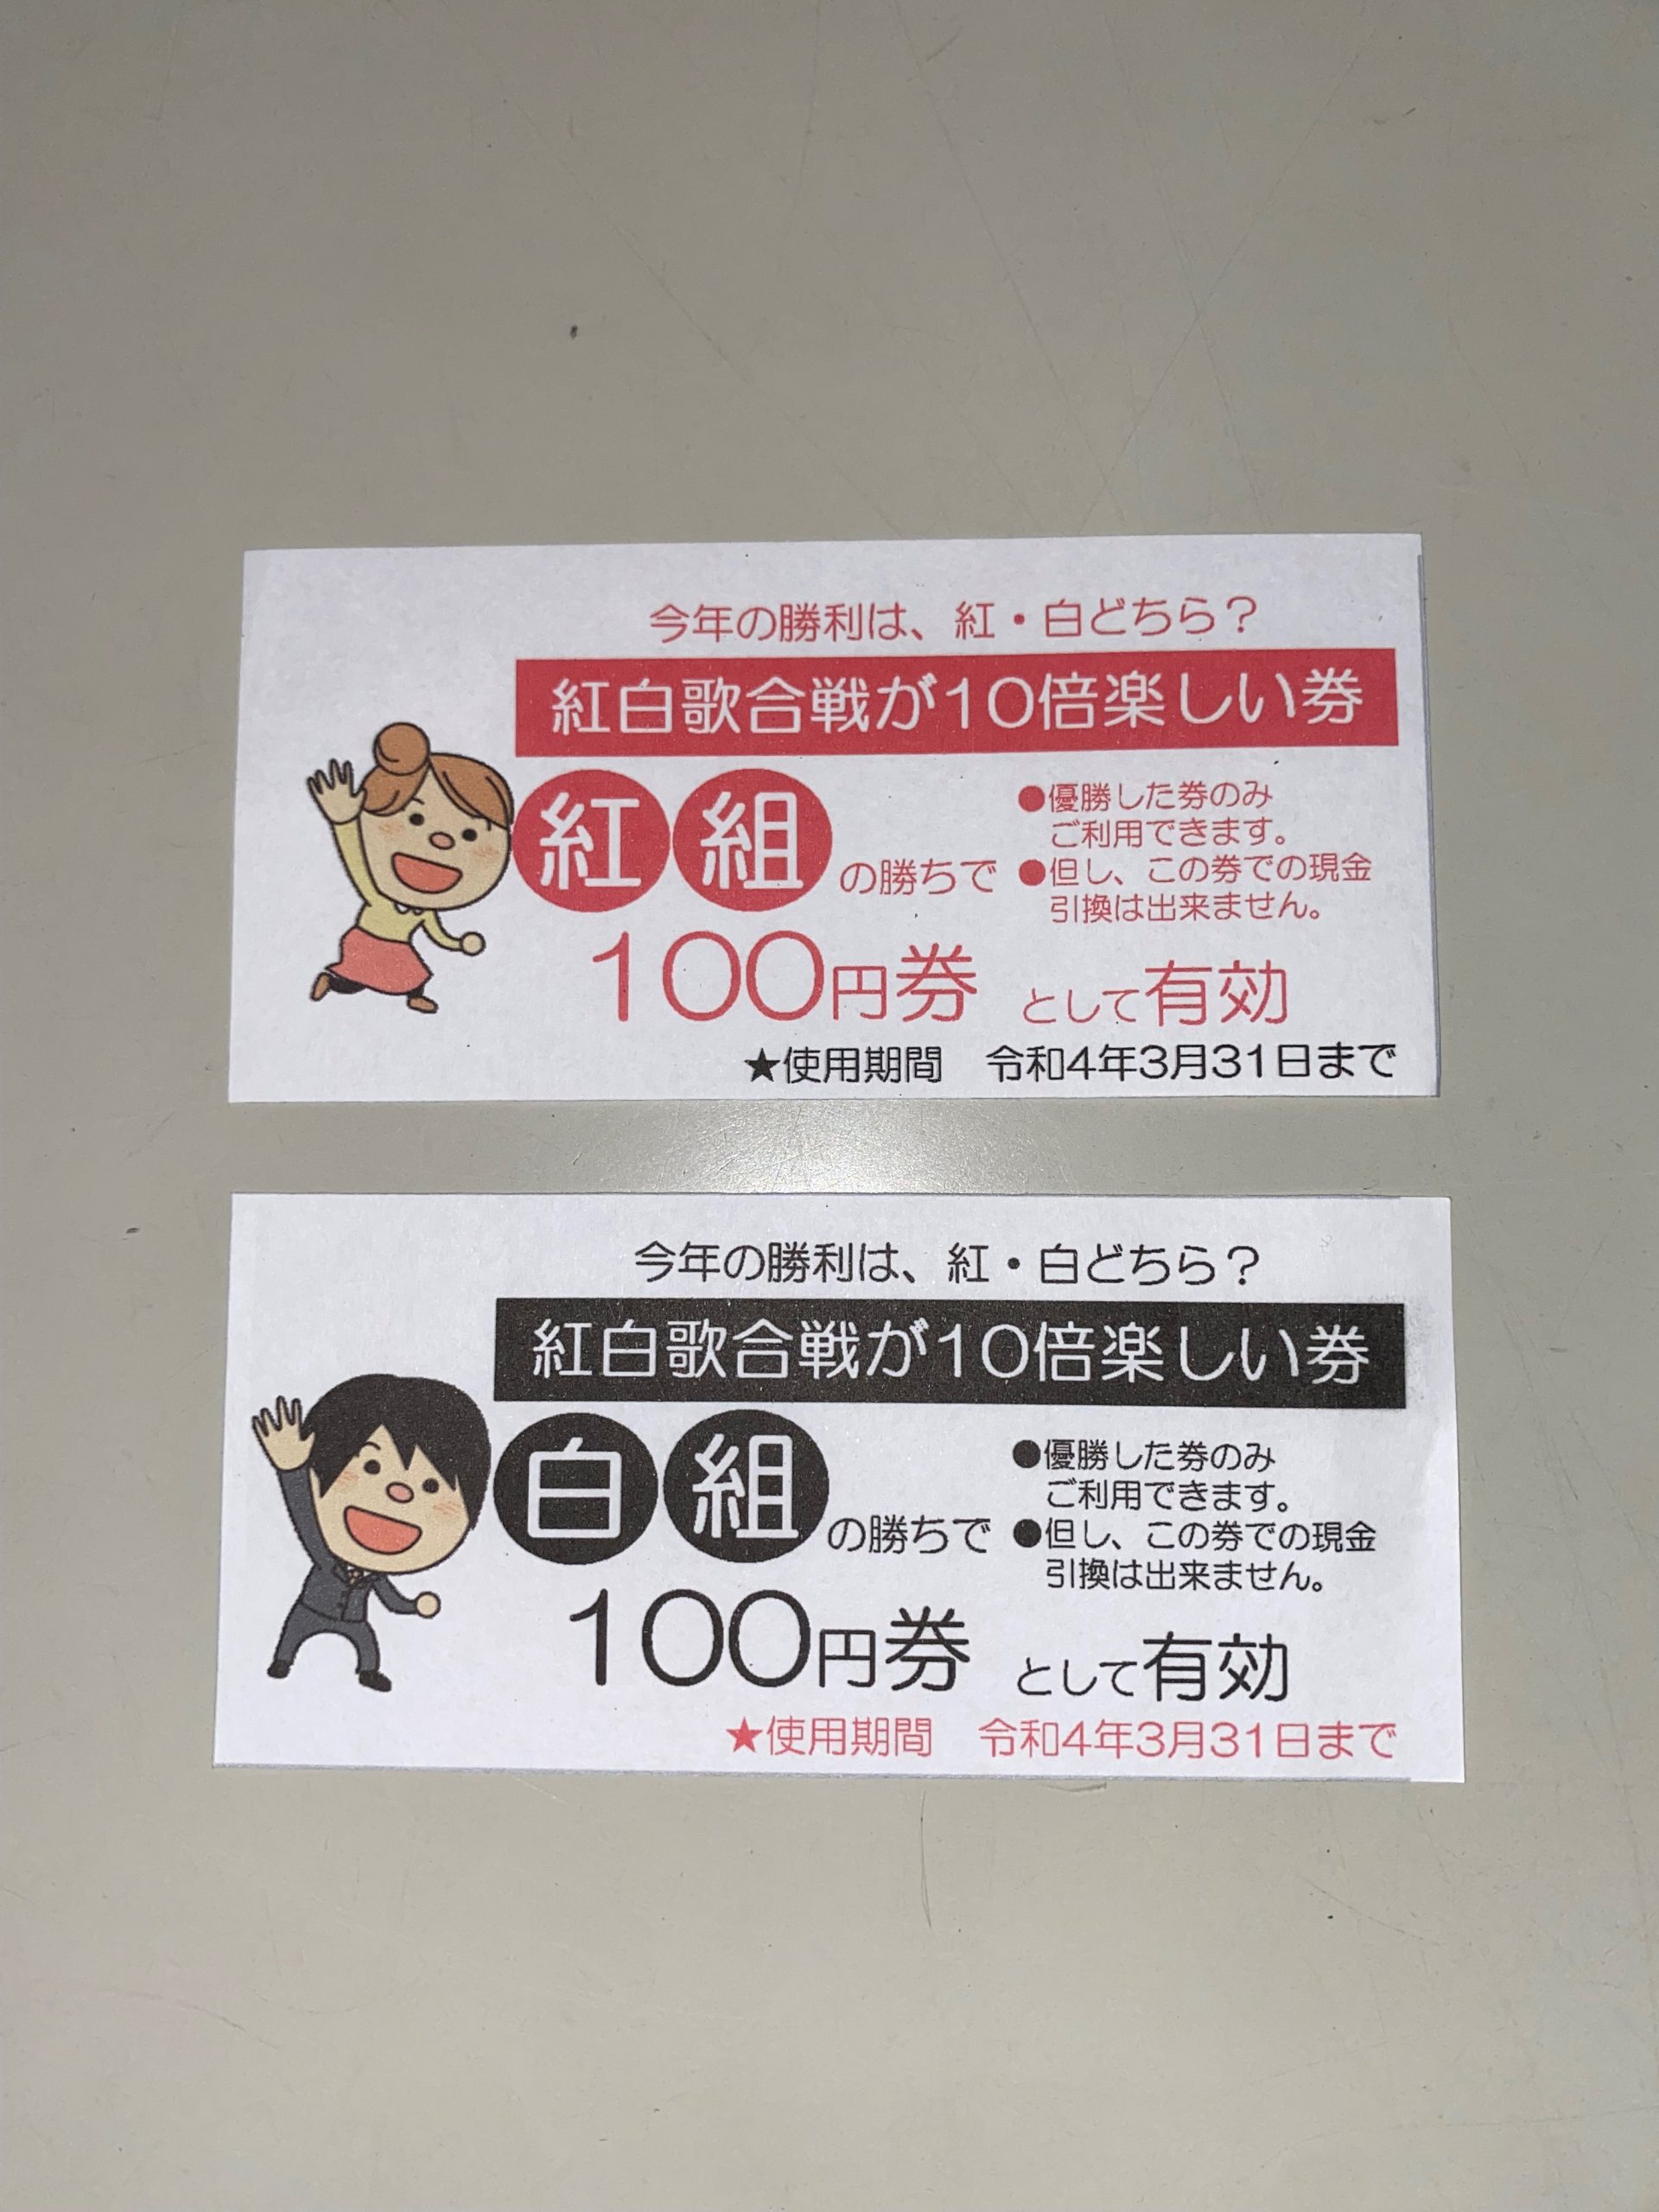 今年の勝利は、紅・白どちら？
紅白歌合戦が10倍楽しい券
紅組の勝ちで
●優勝した券のみ
ご利用できます。
●但し、この券での現金
引換は出来ません。
100円券 として有効
★使用期間　令和4年3月31日まで
今年の勝利は、紅・白どちら？
紅白歌合戦が10倍楽しい券
白組の勝ちで
●優勝した券のみ
ご利用できます。
●但し、この券での現金
引換は出来ません。
100円券 として有効
★使用期間　令和4年3月31日まで